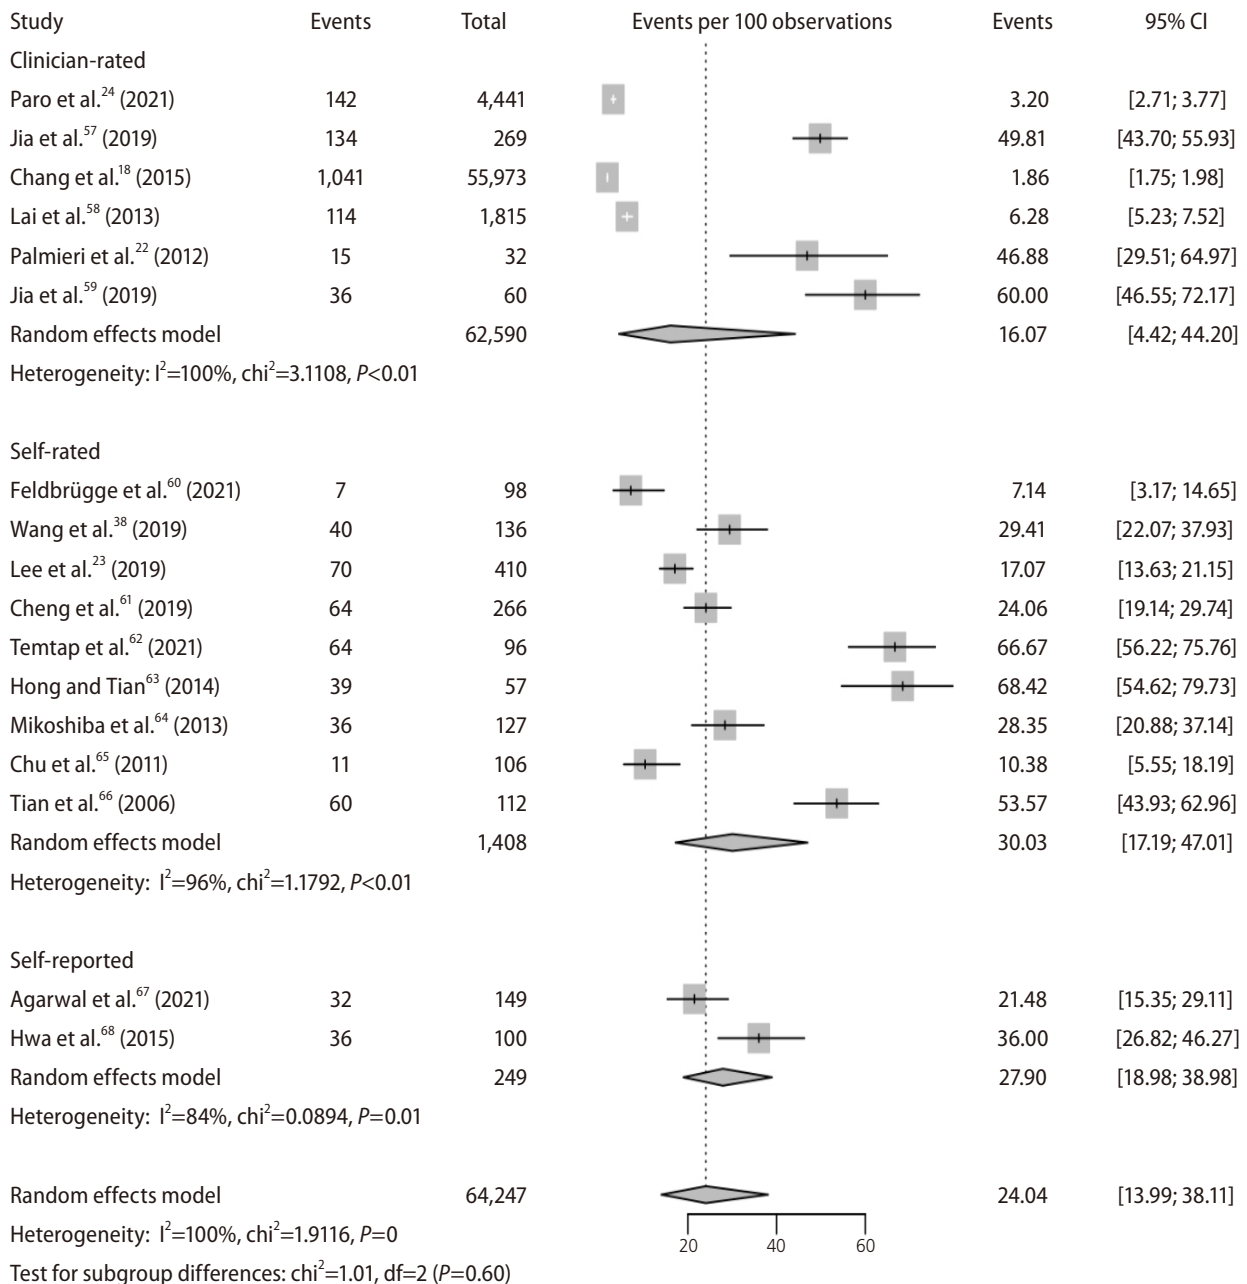 Study Events Total Events per 100 observations Events 95% CI
Clinician-rated
Paro et al.24 (2021) 142 4,441 3.20 [2.71; 3.77]
Jia et al.57 (2019) 134 269 49.81 [43.70; 55.93]
Chang et al.18 (2015) 1,041 55,973 1.86 [1.75; 1.98]
Lai et al.58 (2013) 114 1,815 6.28 [5.23; 7.52]
Palmieri et al.22 (2012) 15 32 46.88 [29.51; 64.97]
Jia et al.59 (2019) 36 60 60.00 [46.55; 72.17]
Random effects model 62,590 16.07 [4.42; 44.20]
Heterogeneity: I2=100%, chi2=3.1108, P<0.01
Self-rated
Feldbrügge et al.60 (2021) 7 98 7.14 [3.17; 14.65]
Wang et al.38 (2019) 40 136 29.41 [22.07; 37.93]
Lee et al.23 (2019) 70 410 17.07 [13.63; 21.15]
Cheng et al.61 (2019) 64 266 24.06 [19.14; 29.74]
Temtap et al.62 (2021) 64 96 66.67 [56.22; 75.76]
Hong and Tian63 (2014) 39 57 68.42 [54.62; 79.73]
Mikoshiba et al.64 (2013) 36 127 28.35 [20.88; 37.14]
Chu et al.65 (2011) 11 106 10.38 [5.55; 18.19]
Tian et al.66 (2006) 60 112 53.57 [43.93; 62.96]
Random effects model 1,408 30.03 [17.19; 47.01]
Heterogeneity: I2=96%, chi2=1.1792, P<0.01
Self-reported
Agarwal et al.67 (2021) 32 149 21.48 [15.35; 29.11]
Hwa et al.68 (2015) 36 100 36.00 [26.82; 46.27]
Random effects model 249 27.90 [18.98; 38.98]
Heterogeneity: I2=84%, chi2=0.0894, P=0.01
Random effects model 64,247 24.04 [13.99; 38.11]
Heterogeneity: I2=100%, chi2=1.9116, P=0
20 40 60
Test for subgroup differences: chi2=1.01, df=2 (P=0.60)